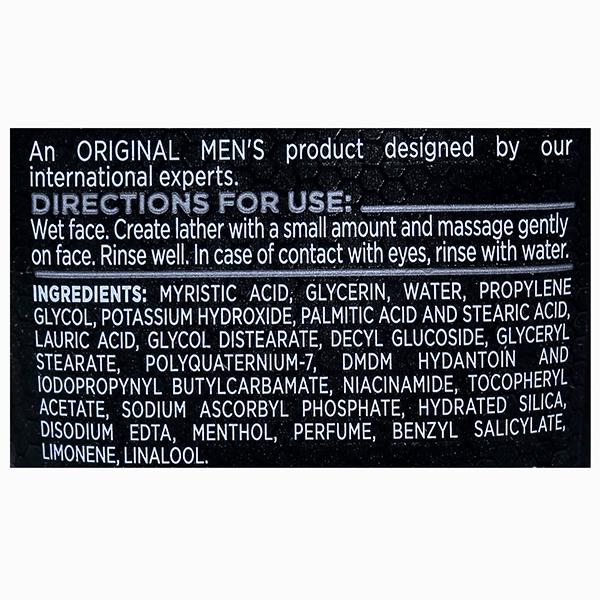 An ORIGINAL MEN'S product designed by our
international experts.
DIRECTIONS FOR USE:
Wet face. Create lather with a small amount and massage gently
on face. Rinse well. In case of contact with eyes, rinse with water.
INGREDIENTS: MYRISTIC ACID, GLYCERIN, WATER, PROPYLENE
GLYCOL, POTASSIUM HYDROXIDE, PALMITIC ACID AND STEARIC ACID,
LAURIC ACID, GLYCOL DISTEARATE, DECYL GLUCOSIDE, GLYCERYL
STEARATE, POLYQUATERNIUM-7, DMDM HYDANTOIN AND
IODOPROPYNYL BUTYLCARBAMATE, NIACINAMIDE, TOCOPHERYL
ACETATE, SODIUM ASCORBYL PHOSPHATE, HYDRATED SILICA,
DISODIUM EDTA, MENTHOL, PERFUME, BENZYL SALICYLATE,
LIMONENE, LINALOOL.